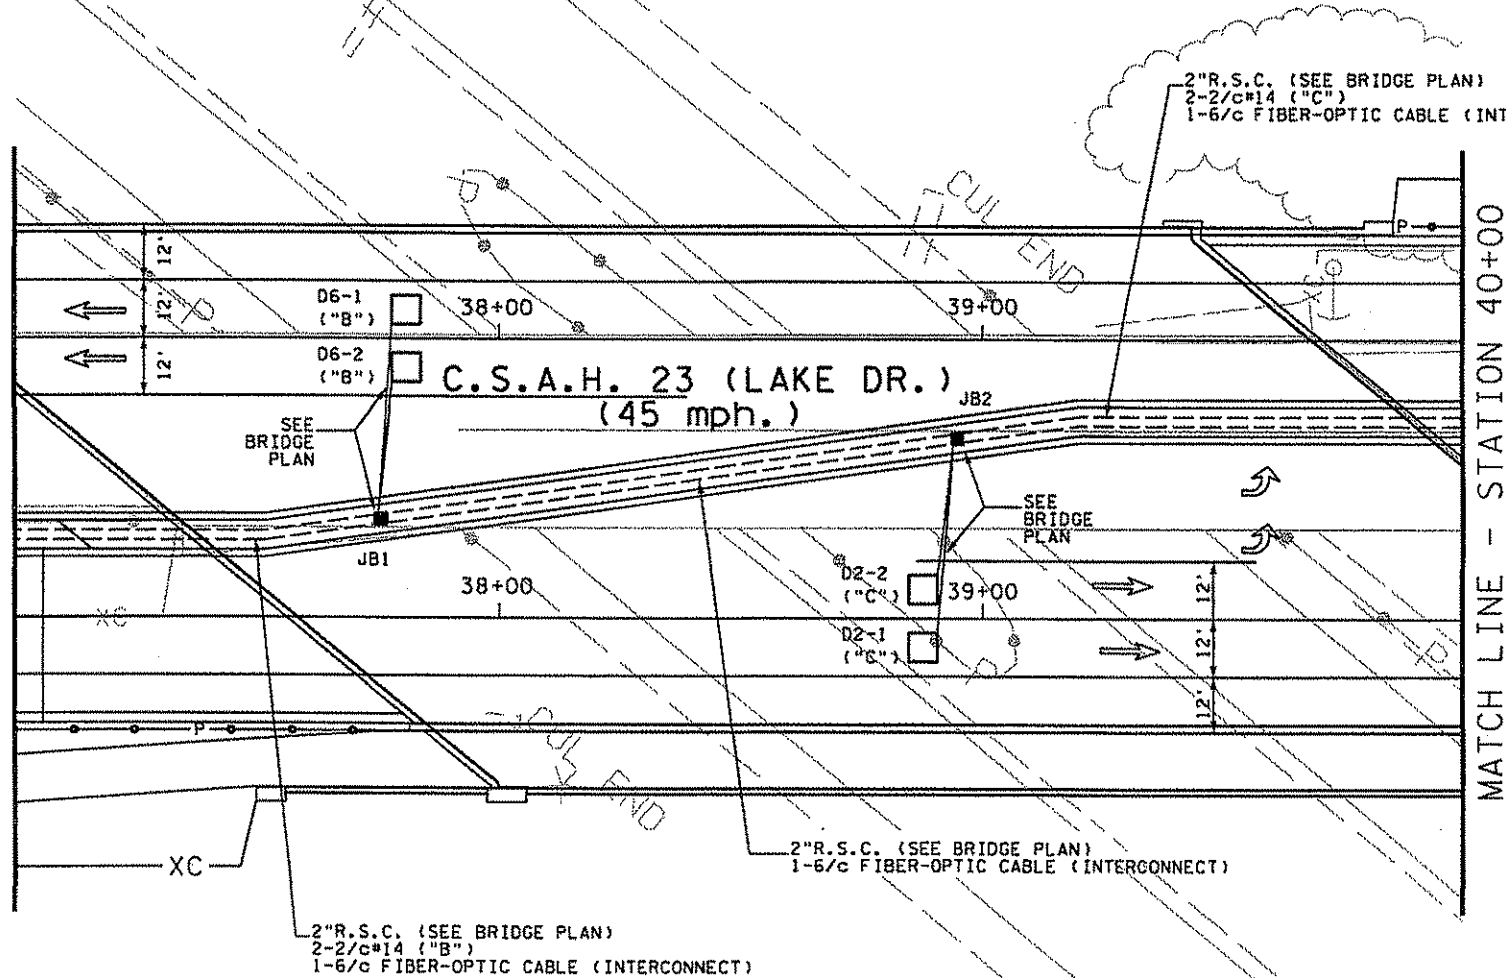 2"R.S.C. (SEE BRIDGE PLAN)
2-2/c#14 ("C")
1-6/c FIBER-OPTIC CABLE (INT
CUL END
P
P
12'
12'
12'
D6-1
("B")
38+00
39+00
D6-2
("B")
C.S.A.H. 23 (LAKE DR.)
(45 mph.)
JB2
SEE
BRIDGE
PLAN
SEE
BRIDGE
PLAN
JB1
D2-2
("C")
38+00
39+00
D2-1
("C")
12'
12'
12'
XC
P
P
P
P
CUL END
XC
2"R.S.C. (SEE BRIDGE PLAN)
1-6/c FIBER-OPTIC CABLE (INTERCONNECT)
2"R.S.C. (SEE BRIDGE PLAN)
2-2/c#14 ("B")
1-6/c FIBER-OPTIC CABLE (INTERCONNECT)
MATCH LINE - STATION 40+00